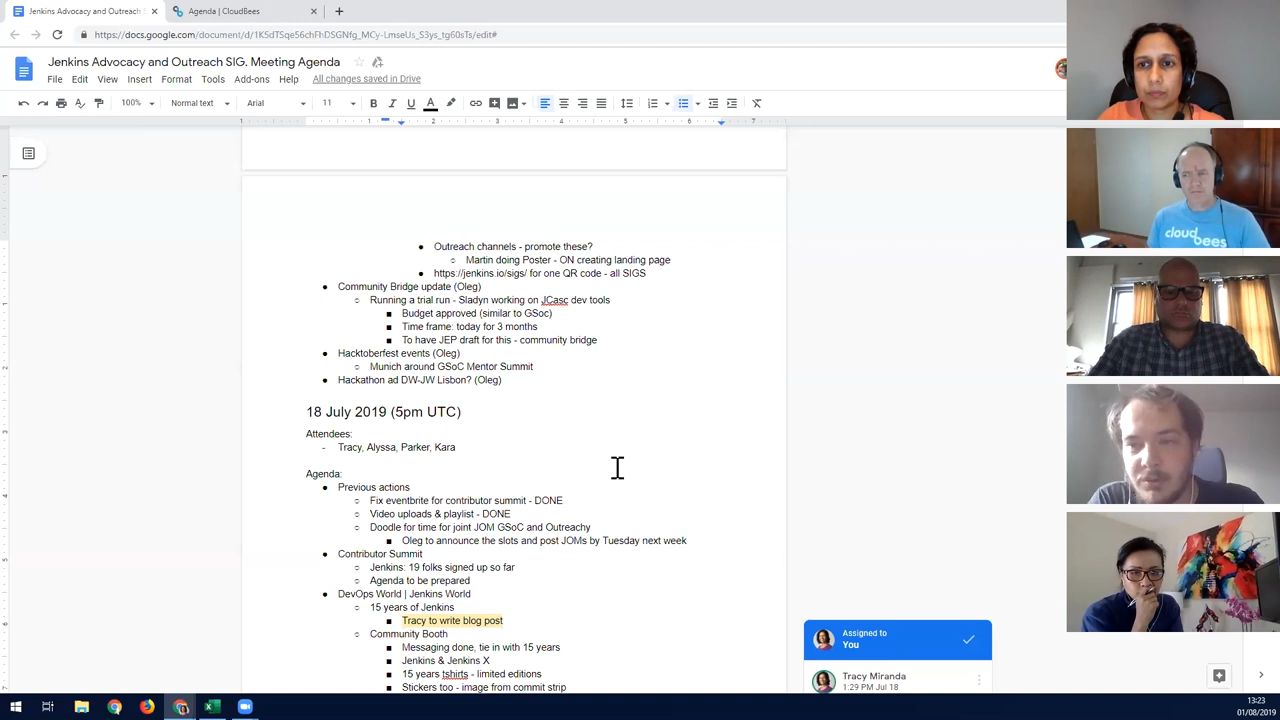 Jenkins Advocacy and Outreach S
Agenda | CloudBees
https://docs.google.com/document/d/1K5dTSqe56chFhDSGNfg_MCy-LmseUs_S3ys_tg60sTs/edit#
Jenkins Advocacy and Outreach SIG. Meeting Agenda
File Edit View Insert Format Tools Add-ons Help All changes saved in Drive
100% Normal text Arial 11 B I U A
1 1 2 3 4 5 6 7
Outreach channels - promote these?
Martin doing Poster - ON creating landing page
https://jenkins.io/sigs/ for one QR code - all SIGS
Community Bridge update (Oleg)
Running a trial run - Sladyn working on JCasc dev tools
Budget approved (similar to GSoc)
Time frame: today for 3 months
To have JEP draft for this - community bridge
Hacktoberfest events (Oleg)
Munich around GSoC Mentor Summit
Hackathon ad DW-JW Lisbon? (Oleg)
18 July 2019 (5pm UTC)
Attendees:
- Tracy, Alyssa, Parker, Kara
Agenda:
Previous actions
Fix eventbrite for contributor summit - DONE
Video uploads & playlist - DONE
Doodle for time for joint JOM GSoC and Outreachy
Oleg to announce the slots and post JOMs by Tuesday next week
Contributor Summit
Jenkins: 19 folks signed up so far
Agenda to be prepared
DevOps World | Jenkins World
15 years of Jenkins
Tracy to write blog post
Community Booth
Messaging done, tie in with 15 years
Jenkins & Jenkins X
15 years tshirts - limited editions
Stickers too - image from commit strip
Assigned to
You
Tracy Miranda
1:29 PM Jul 18
cloudbees
13:23
01/08/2019